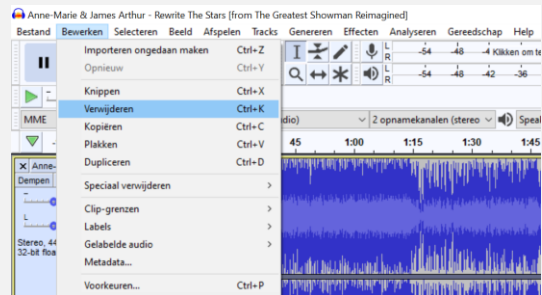 Anne-Marie & James Arthur - Rewrite The Stars [from The Greatest Showman Reimagined]
Bestand Bewerken Selecteren Beeld Afspelen Tracks Genereren Effecten Analyseren Gereedschap Help
Importeren ongedaan maken Ctrl+Z
L R -54 -48 -4 Klikken om te
Opnieuw Ctrl+Y
L R -54 -48 -42 -36
Knippen Ctrl+X
Verwijderen Ctrl+K
MME
Kopiëren Ctrl+C
dio) 2 opnamekanalen (stereo Speal
Plakken Ctrl+V
45 1:00 1:15 1:30 1:45
Dupliceren Ctrl+D
X Anne-
Dempen
Speciaal verwijderen >
- 
L
Clip-grenzen >
Labels >
Stereo, 44
Gelabelde audio >
32-bit floa
Metadata...
Voorkeuren... Ctrl+P